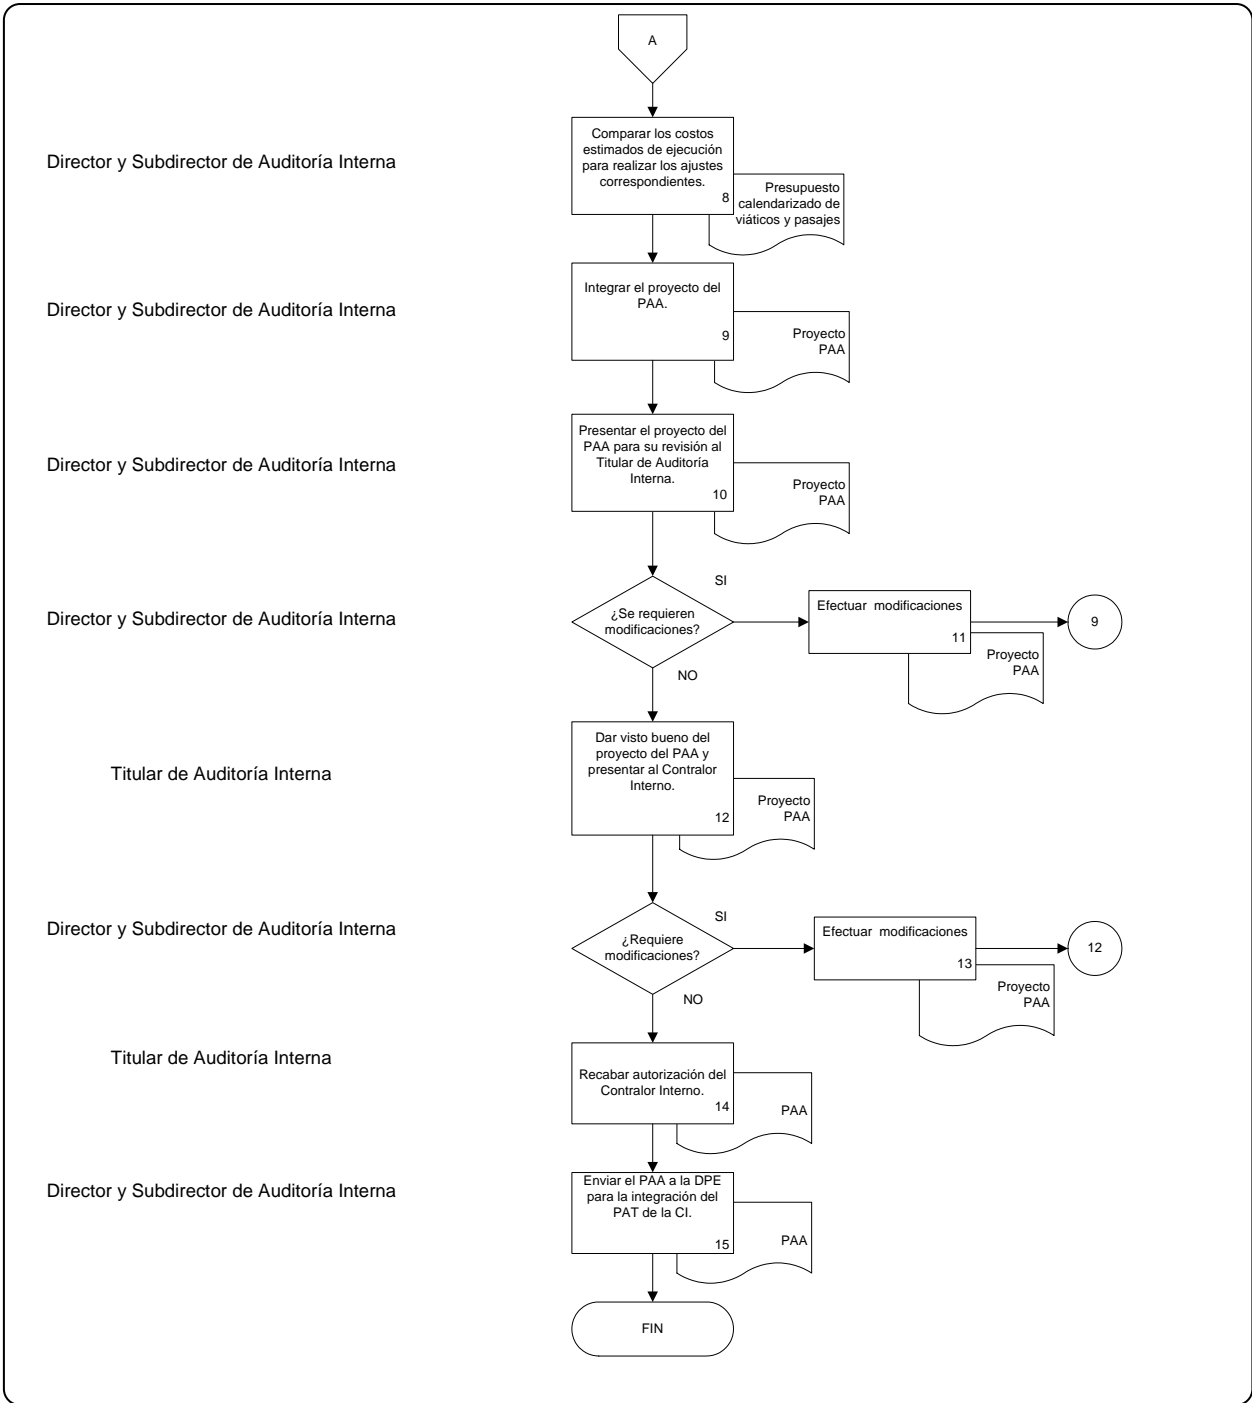 A
Director y Subdirector de Auditoría Interna
Comparar los costos
estimados de ejecución
para realizar los ajustes
correspondientes.
8
Presupuesto
calendarizado de
viáticos y pasajes
Director y Subdirector de Auditoría Interna
Integrar el proyecto del
PAA.
9
Proyecto
PAA
Director y Subdirector de Auditoría Interna
Presentar el proyecto del
PAA para su revisión al
Titular de Auditoría
Interna.
10
Proyecto
PAA
Director y Subdirector de Auditoría Interna
¿Se requieren
modificaciones?
SI
Efectuar modificaciones
11
Proyecto
PAA
9
NO
Titular de Auditoría Interna
Dar visto bueno del
proyecto del PAA y
presentar al Contralor
Interno.
12
Proyecto
PAA
Director y Subdirector de Auditoría Interna
¿Requiere
modificaciones?
SI
Efectuar modificaciones
13
Proyecto
PAA
12
NO
Titular de Auditoría Interna
Recabar autorización del
Contralor Interno.
14
PAA
Director y Subdirector de Auditoría Interna
Enviar el PAA a la DPE
para la integración del
PAT de la CI.
15
PAA
FIN